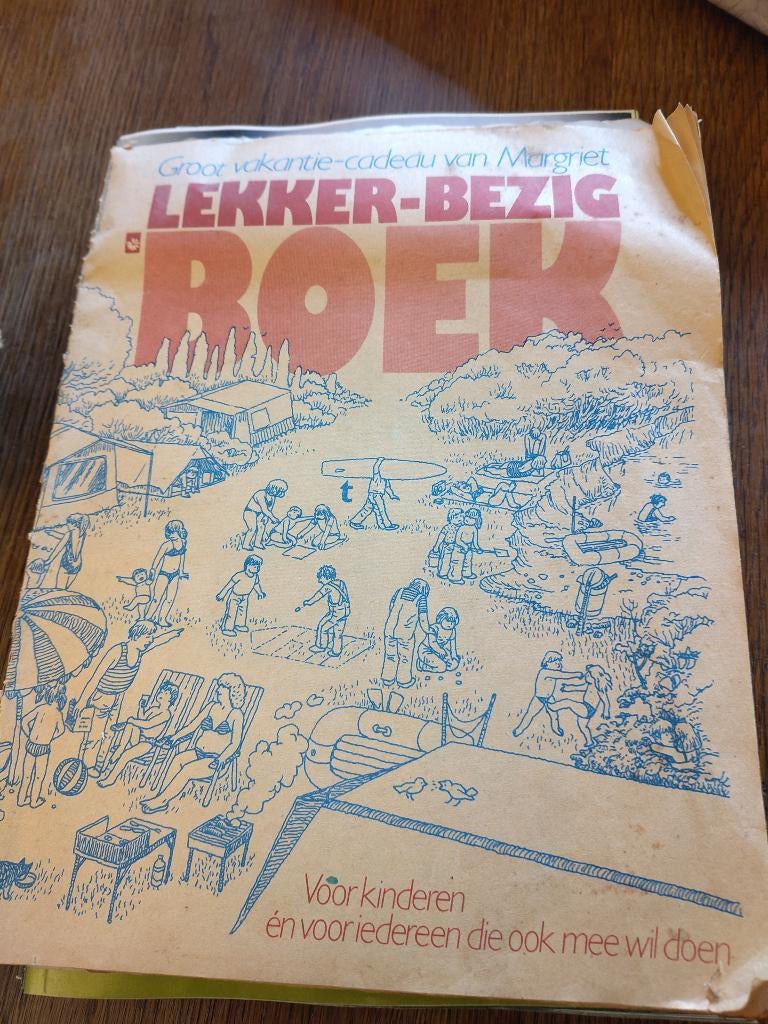 Groot vakantie-cadeau van Margriet
LEKKER-BEZIG
BOEK
t
Voor kinderen
én voor iedereen die ook mee wil doen